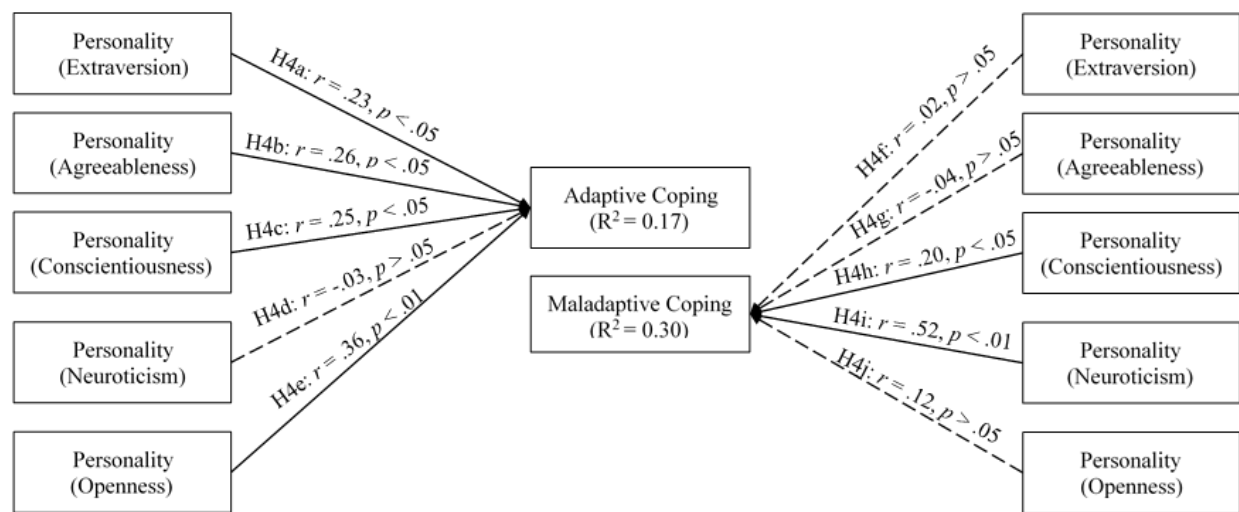 Personality
(Extraversion)
Personality
(Agreeableness)
Personality
(Conscientiousness)
Personality
(Neuroticism)
Personality
(Openness)
H4a: r = .23, p < .05
H4b: r = .26, p < .05
H4c: r = .25, p < .05
H4d: r = -.03, p > .05
H4e: r = .36, p < .01
Adaptive Coping
(R² = 0.17)
Maladaptive Coping
(R² = 0.30)
H4f: r = .02, p > .05
H4g: r = -.04, p > .05
H4h: r = .20, p < .05
H4i: r = .52, p < .01
H4j: r = .12, p > .05
Personality
(Extraversion)
Personality
(Agreeableness)
Personality
(Conscientiousness)
Personality
(Neuroticism)
Personality
(Openness)